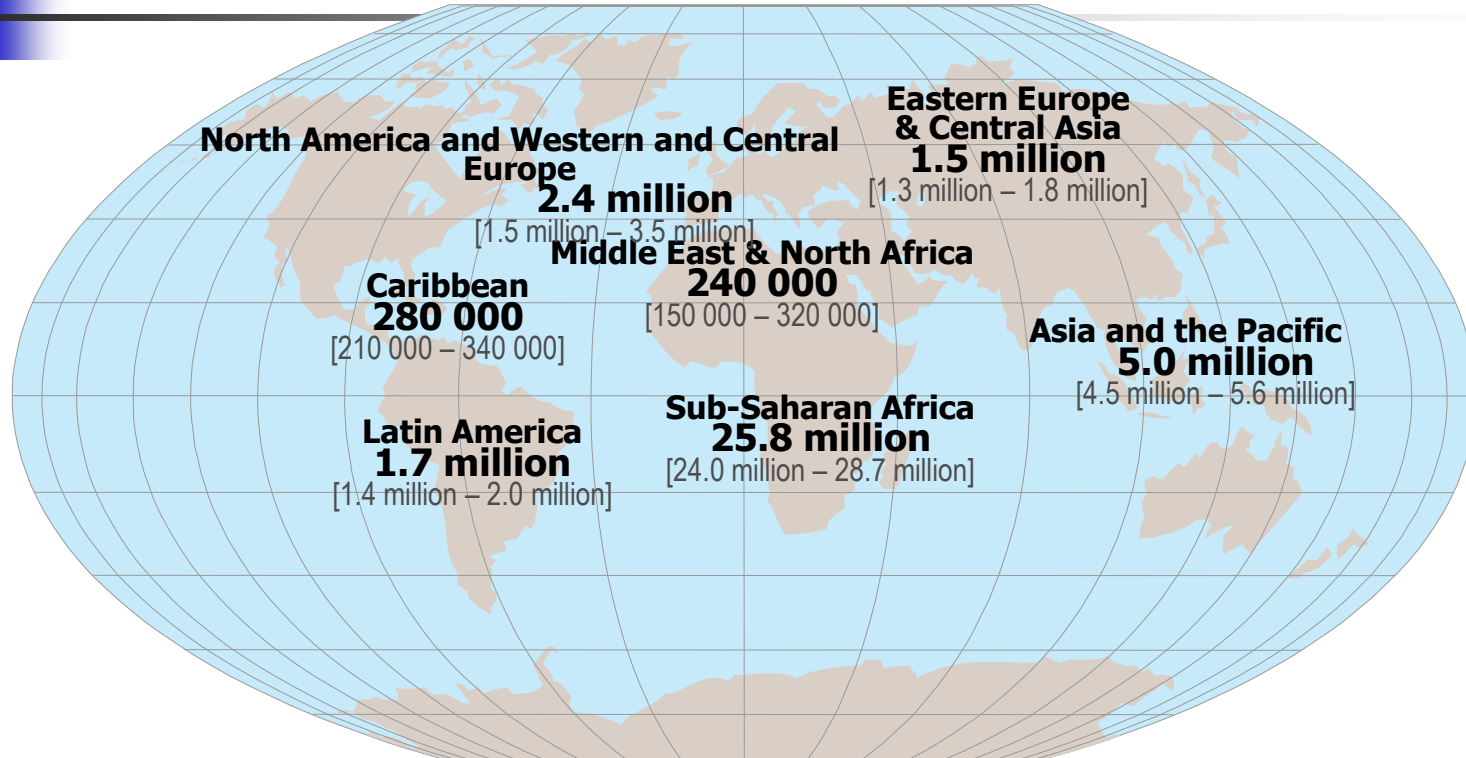 North America and Western and Central
Europe
2.4 million
[1.5 million – 3.5 million]
Eastern Europe
& Central Asia
1.5 million
[1.3 million – 1.8 million]
Middle East & North Africa
240 000
[150 000 – 320 000]
Caribbean
280 000
[210 000 – 340 000]
Asia and the Pacific
5.0 million
[4.5 million – 5.6 million]
Sub-Saharan Africa
25.8 million
[24.0 million – 28.7 million]
Latin America
1.7 million
[1.4 million – 2.0 million]